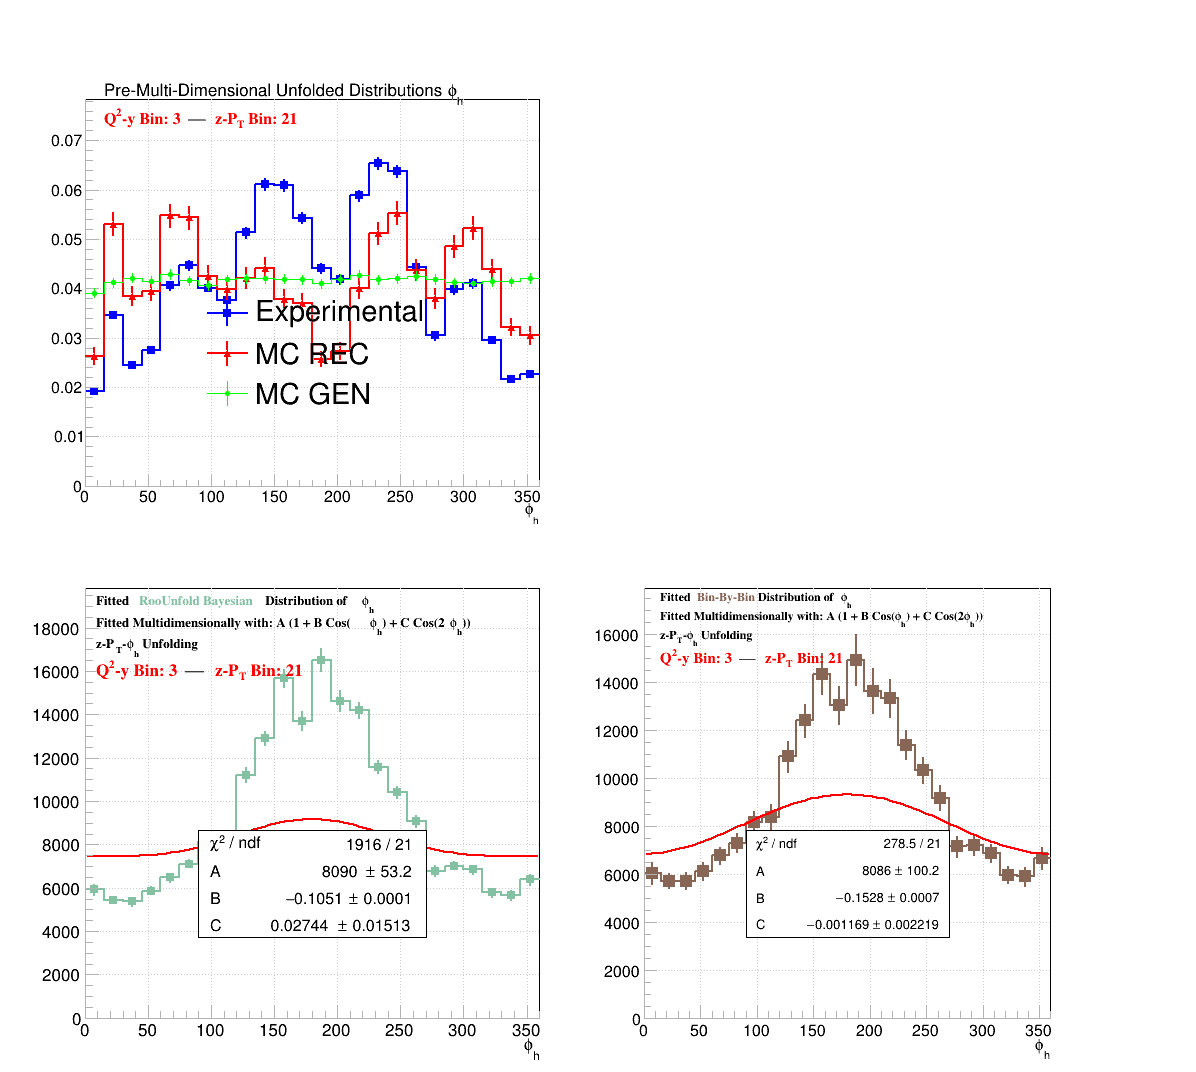 Pre-Multi-Dimensional Unfolded Distributions ϕh
Q²-y Bin: 3 — z-PT Bin: 21
0.07
0.06
0.05
0.04
0.03
0.02
0.01
0
Experimental
MC REC
MC GEN
0 50 100 150 200 250 300 350
ϕh
Fitted RooUnfold Bayesian Distribution of ϕh
Fitted Multidimensionally with: A (1 + B Cos( ϕh) + C Cos(2 ϕh))
z-PT-ϕh Unfolding
Q²-y Bin: 3 — z-PT Bin: 21
18000
16000
14000
12000
10000
8000
6000
4000
2000
0
χ² / ndf 1916 / 21
A 8090 ± 53.2
B −0.1051 ± 0.0001
C 0.02744 ± 0.01513
0 50 100 150 200 250 300 350
ϕh
Fitted Bin-By-Bin Distribution of ϕh
Fitted Multidimensionally with: A (1 + B Cos(ϕh) + C Cos(2ϕh))
z-PT-ϕh Unfolding
Q²-y Bin: 3 — z-PT Bin: 21
16000
14000
12000
10000
8000
6000
4000
2000
0
χ² / ndf 278.5 / 21
A 8086 ± 100.2
B −0.1528 ± 0.0007
C −0.001169 ± 0.002219
0 50 100 150 200 250 300 350
ϕh